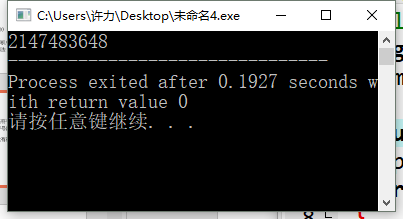 C:\Users\许力\Desktop\未命名4.exe
2147483648
--------------------------------
Process exited after 0.1927 seconds w
ith return value 0
请按任意键继续. . .